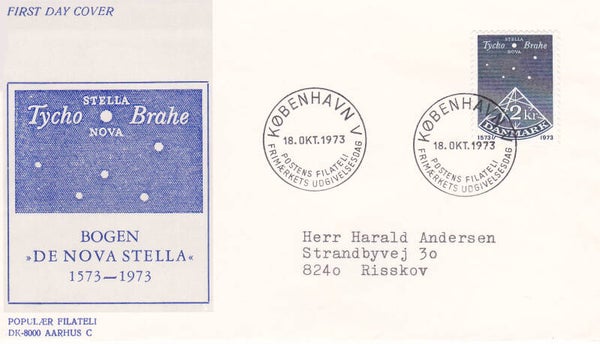 FIRST DAY COVER
STELLA
Tycho Brahe
NOVA
BOGEN
»DE NOVA STELLA«
1573—1973
POPULÆR FILATELI
DK-8000 AARHUS C
KØBENHAVN V
18.OKT.1973
POSTENS FILATELI
FRIMÆRKETS UDGIVELSESDAG
KØBENHAVN V
18.OKT.1973
POSTENS FILATELI
FRIMÆRKETS UDGIVELSESDAG
STELLA
Tycho Brahe
NOVA
2kr
DANMARK
1573 1973
Herr Harald Andersen
Strandbyvej 3o
824o Risskov